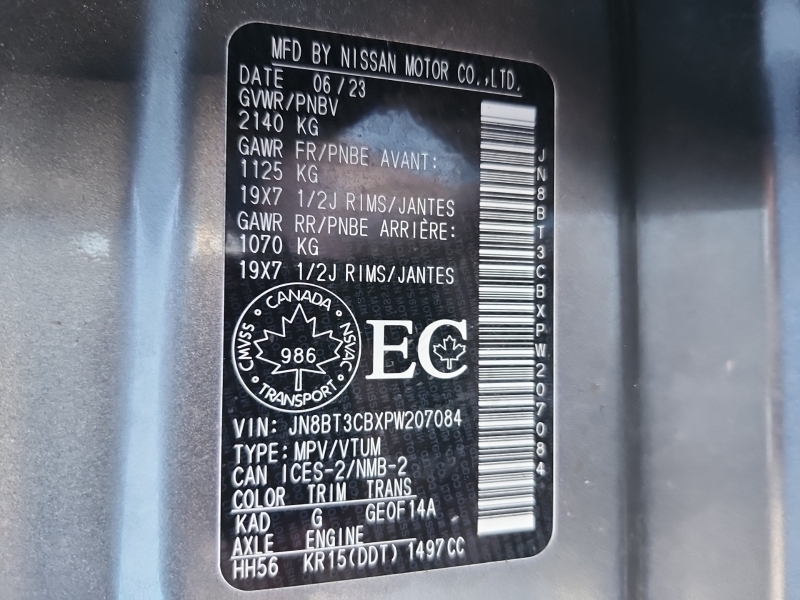 MFD BY NISSAN MOTOR CO.,LTD.
DATE 06/23
GVWR/PNBV
2140 KG
GAWR FR/PNBE AVANT:
1125 KG
19X7 1/2J RIMS/JANTES
GAWR RR/PNBE ARRIÈRE:
1070 KG
19X7 1/2J RIMS/JANTES
CANADA
CMVSS NSVAC
986
TRANSPORT
EC
VIN: JN8BT3CBXPW207084
TYPE: MPV/VTUM
CAN ICES-2/NMB-2
COLOR TRIM TRANS
KAD G GE0F14A
AXLE ENGINE
HH56 KR15(DDT) 1497CC
JN8BT3CBXPW207084